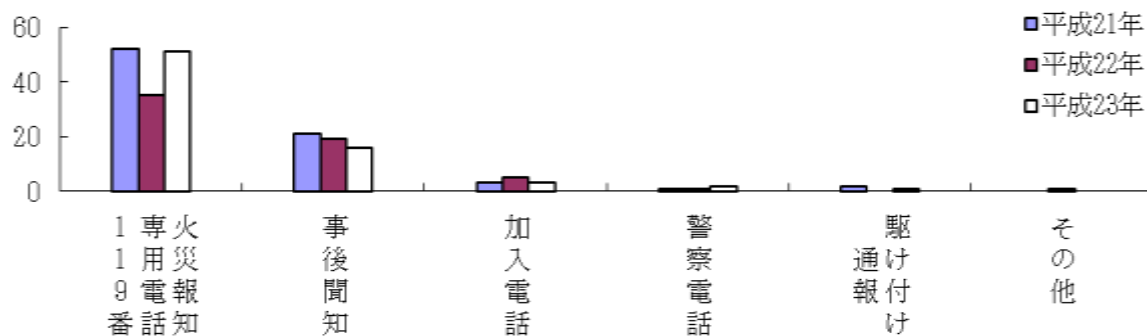 60
40
20
0
平成21年
平成22年
平成23年
火災報知
専用電話
119番
事後聞知
加入電話
警察電話
駆け付け
通報
その他